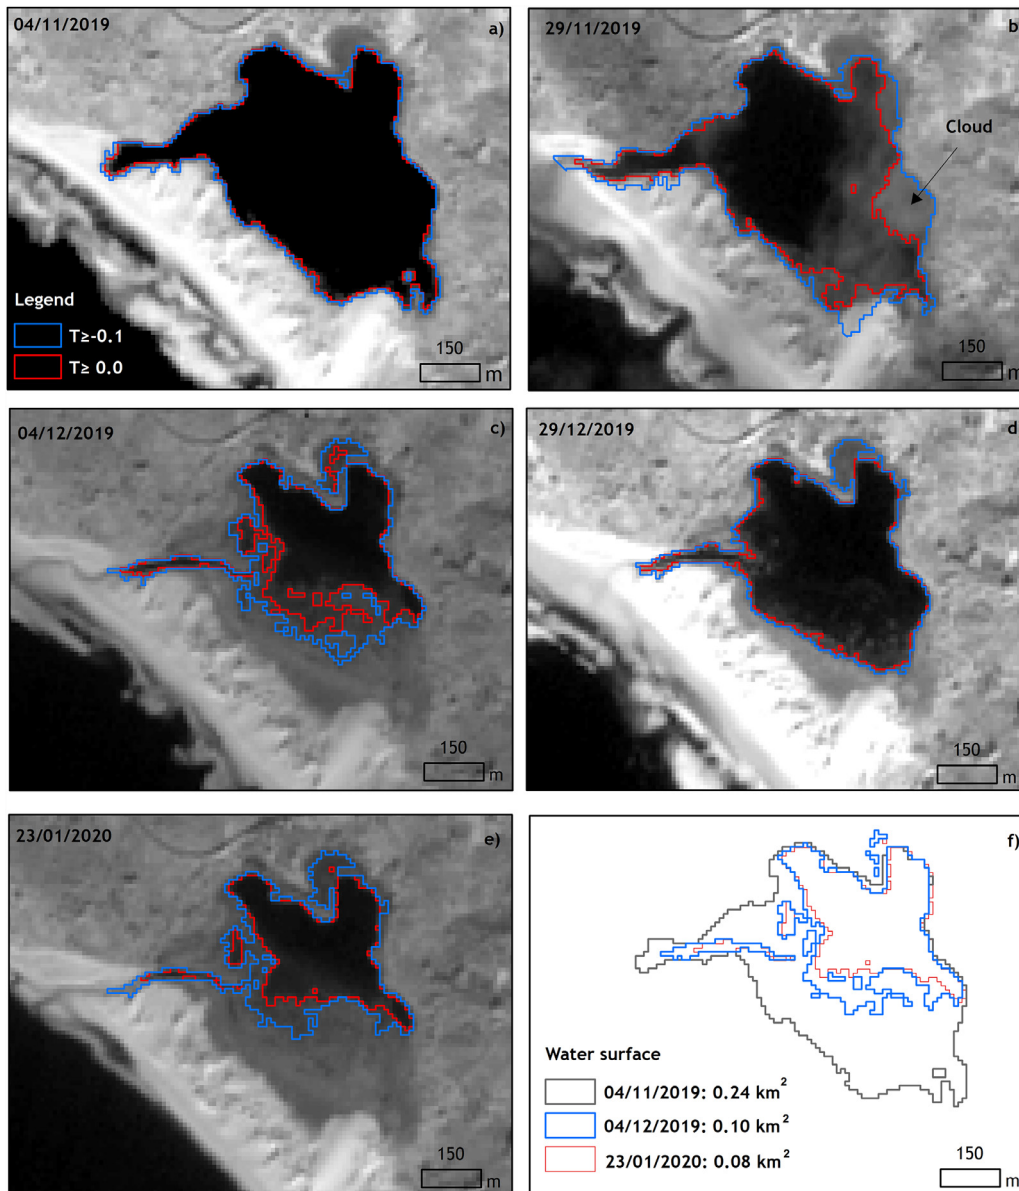 04/11/2019
a)
Legend
T≥-0.1
T≥ 0.0
150
m
29/11/2019
b
Cloud
150
m
04/12/2019
c)
150
m
29/12/2019
d
150
m
23/01/2020
e)
150
m
f)
Water surface
04/11/2019: 0.24 km²
04/12/2019: 0.10 km²
23/01/2020: 0.08 km²
150
m